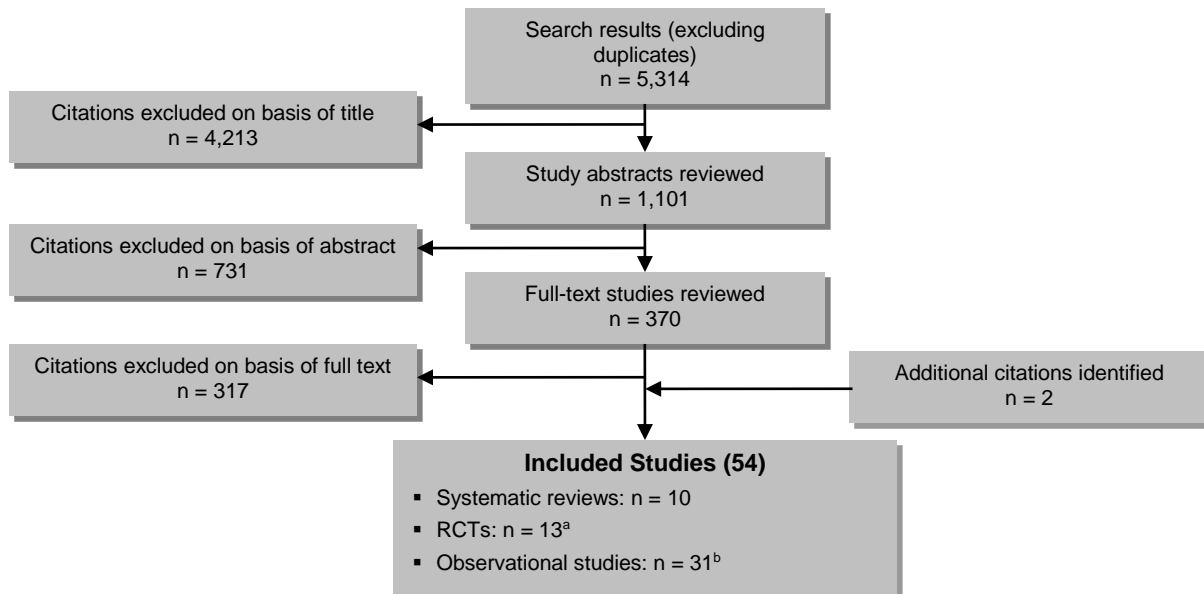 Search results (excluding
duplicates)
n = 5,314
Citations excluded on basis of title
n = 4,213
Study abstracts reviewed
n = 1,101
Citations excluded on basis of abstract
n = 731
Full-text studies reviewed
n = 370
Citations excluded on basis of full text
n = 317
Additional citations identified
n = 2
Included Studies (54)
▪ Systematic reviews: n = 10
▪ RCTs: n = 13ᵃ
▪ Observational studies: n = 31ᵇ